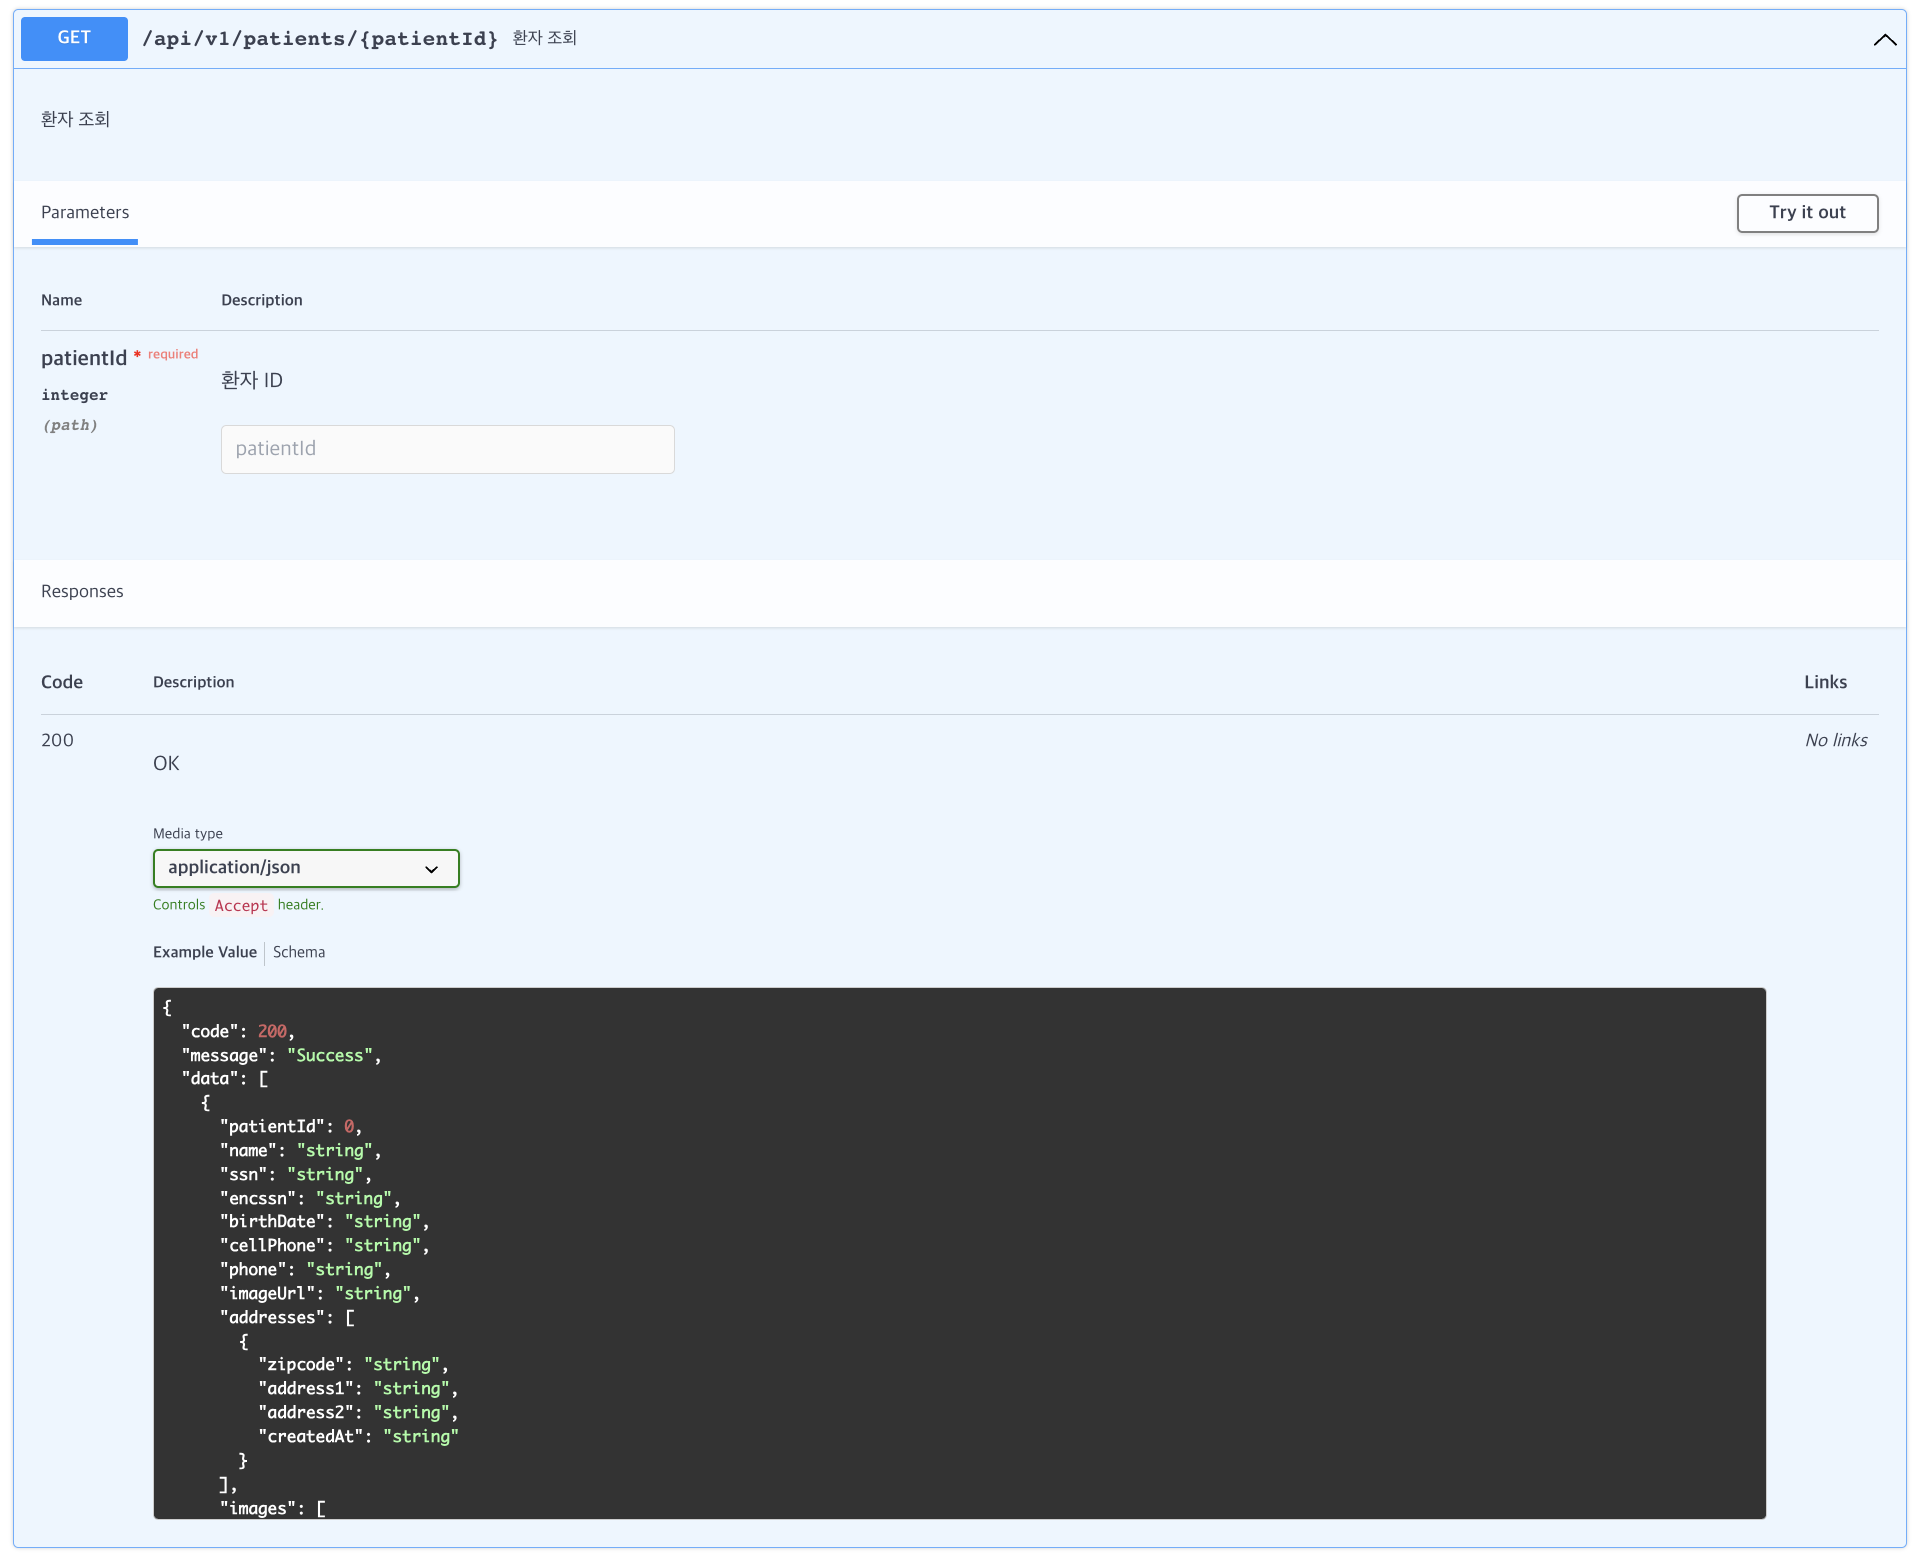 GET /api/v1/patients/{patientId} 환자 조회
환자 조회
Parameters
Try it out
Name Description
patientId * required
integer
(path)
환자 ID
patientId
Responses
Code Description Links
200 OK No links
Media type
application/json
Controls Accept header.
Example Value Schema
{
  "code": 200,
  "message": "Success",
  "data": [
    {
      "patientId": 0,
      "name": "string",
      "ssn": "string",
      "encssn": "string",
      "birthDate": "string",
      "cellPhone": "string",
      "phone": "string",
      "imageUrl": "string",
      "addresses": [
        {
          "zipcode": "string",
          "address1": "string",
          "address2": "string",
          "createdAt": "string"
        }
      ],
      "images": [